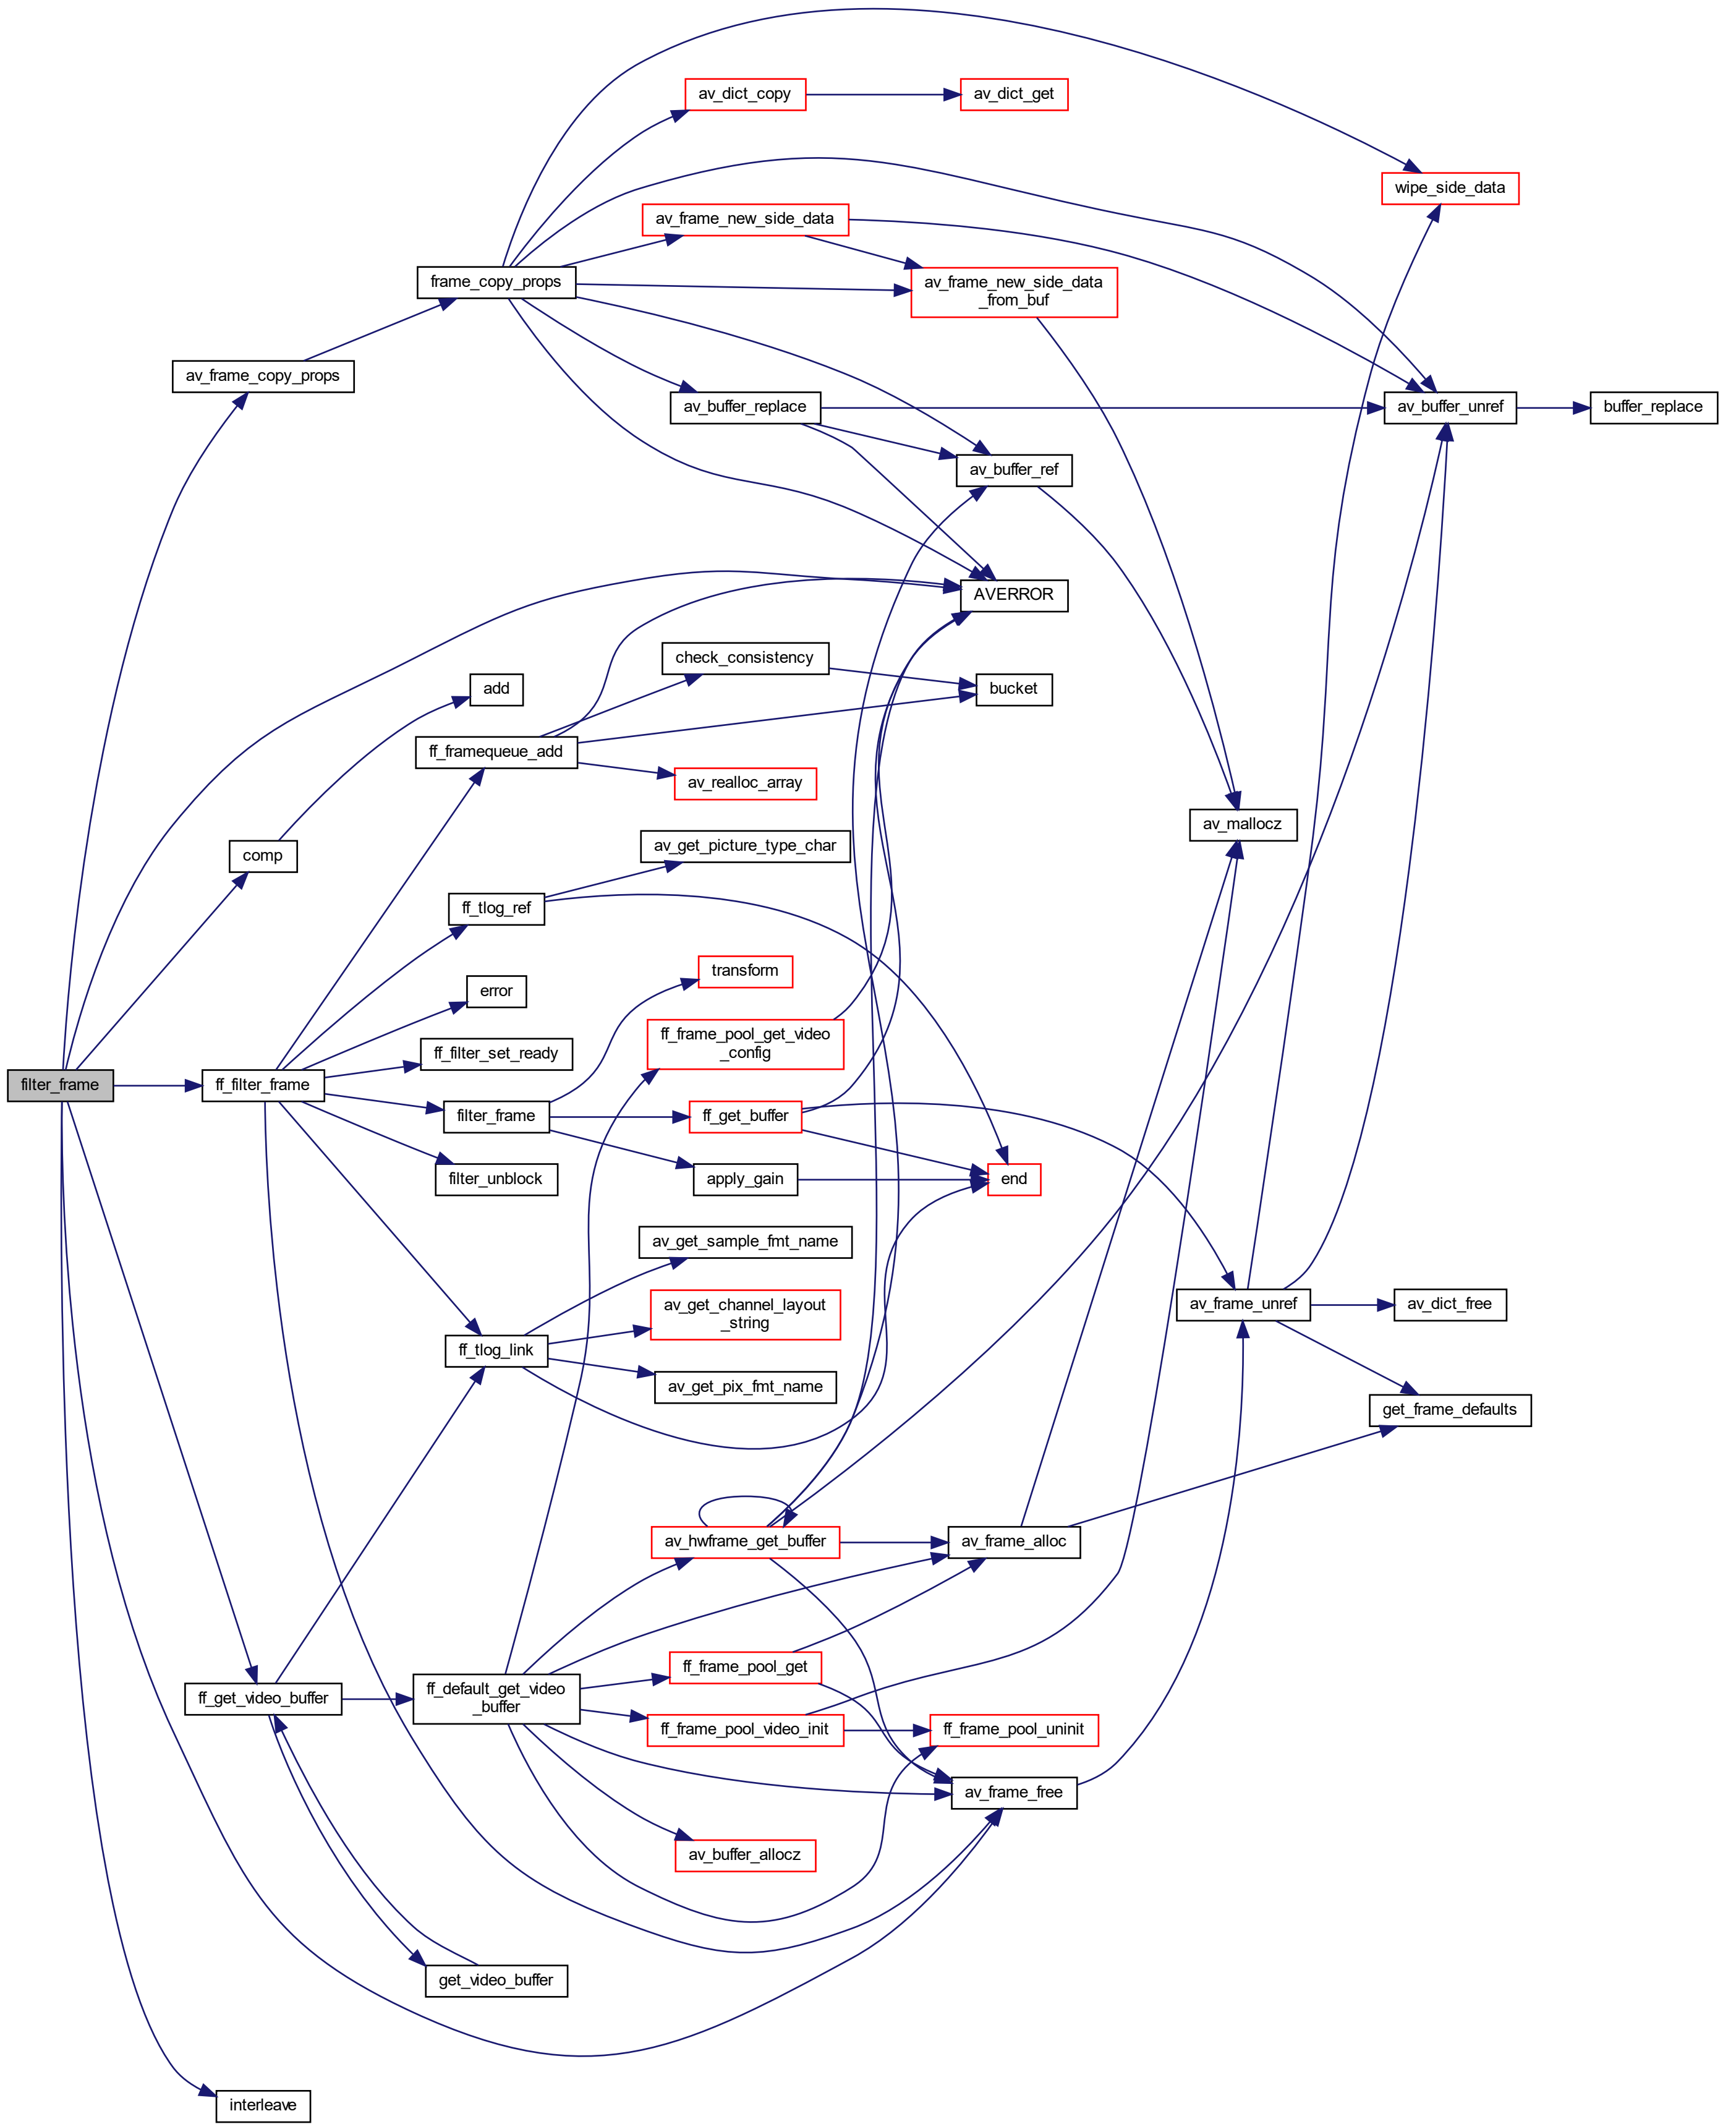 av_dict_copy
av_dict_get
wipe_side_data
av_frame_new_side_data
frame_copy_props
av_frame_new_side_data
_from_buf
av_frame_copy_props
av_buffer_replace
av_buffer_unref
buffer_replace
av_buffer_ref
AVERROR
check_consistency
add
bucket
ff_framequeue_add
av_realloc_array
av_mallocz
av_get_picture_type_char
comp
ff_tlog_ref
transform
error
ff_frame_pool_get_video
_config
ff_filter_set_ready
filter_frame
ff_filter_frame
filter_frame
ff_get_buffer
filter_unblock
apply_gain
end
av_get_sample_fmt_name
av_frame_unref
av_dict_free
av_get_channel_layout
_string
ff_tlog_link
av_get_pix_fmt_name
get_frame_defaults
av_hwframe_get_buffer
av_frame_alloc
ff_frame_pool_get
ff_get_video_buffer
ff_default_get_video
_buffer
ff_frame_pool_video_init
ff_frame_pool_uninit
av_frame_free
av_buffer_allocz
get_video_buffer
interleave